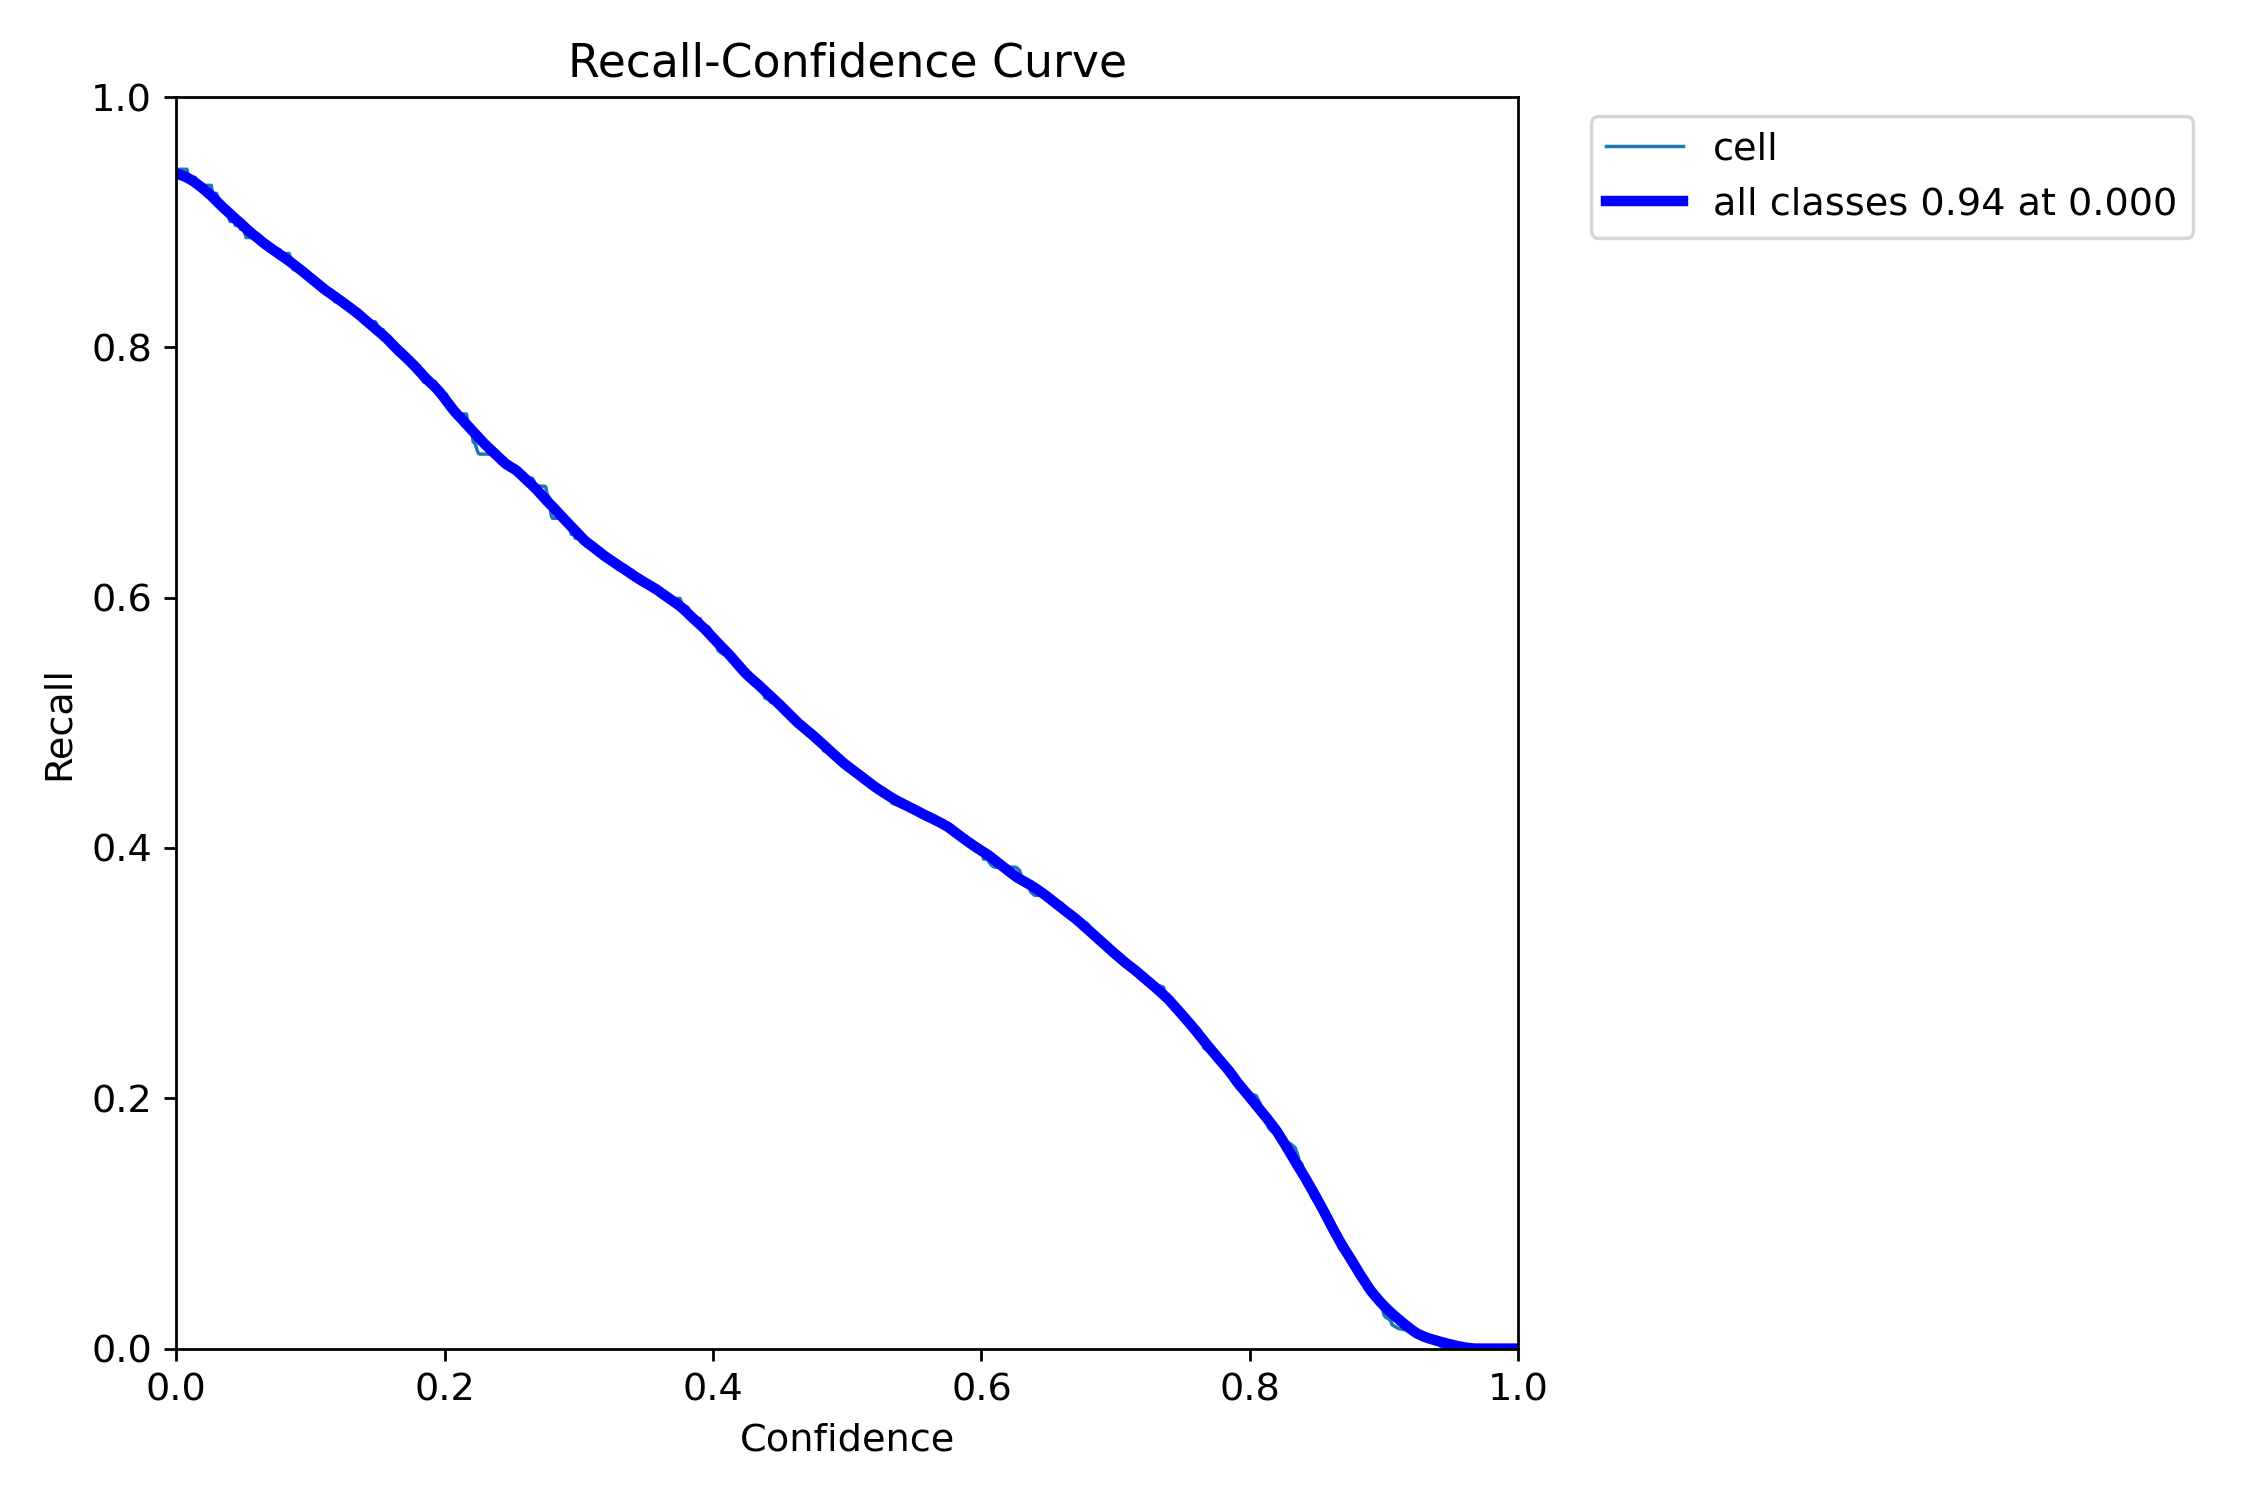 Recall-Confidence Curve
1.0
0.8
0.6
0.4
0.2
0.0
Recall
0.0 0.2 0.4 0.6 0.8 1.0
Confidence
cell
all classes 0.94 at 0.000